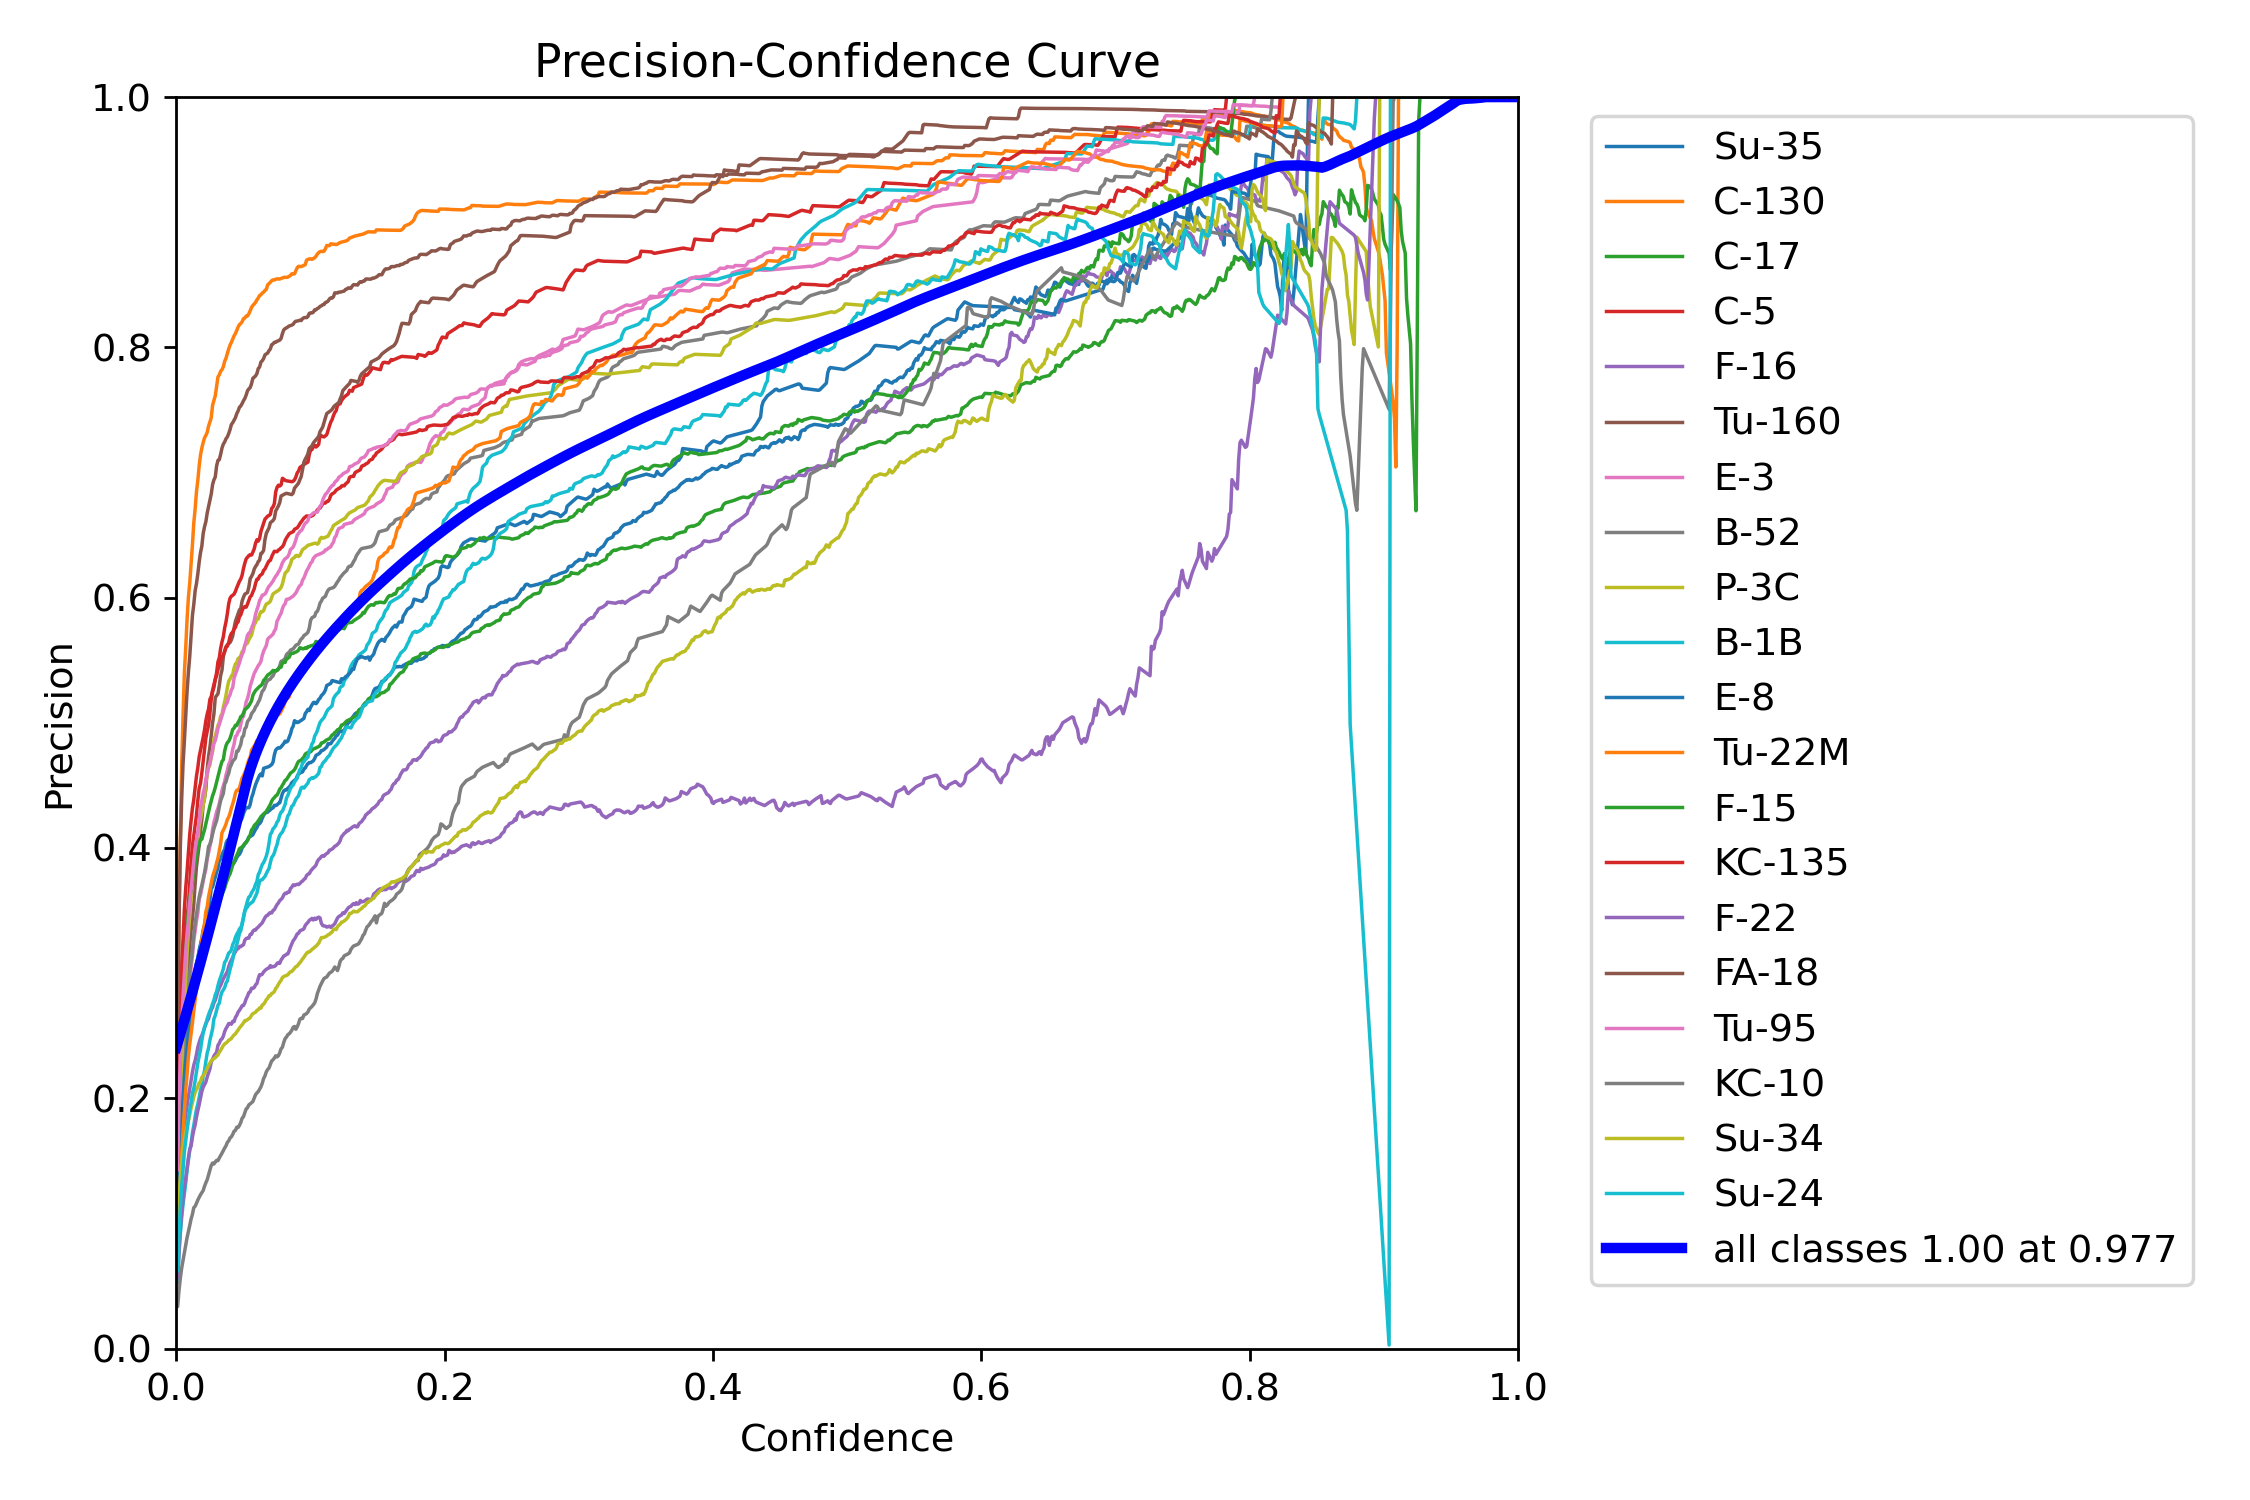 Precision-Confidence Curve
1.0
0.8
0.6
0.4
0.2
0.0
Precision
0.0 0.2 0.4 0.6 0.8 1.0
Confidence
Su-35
C-130
C-17
C-5
F-16
Tu-160
E-3
B-52
P-3C
B-1B
E-8
Tu-22M
F-15
KC-135
F-22
FA-18
Tu-95
KC-10
Su-34
Su-24
all classes 1.00 at 0.977